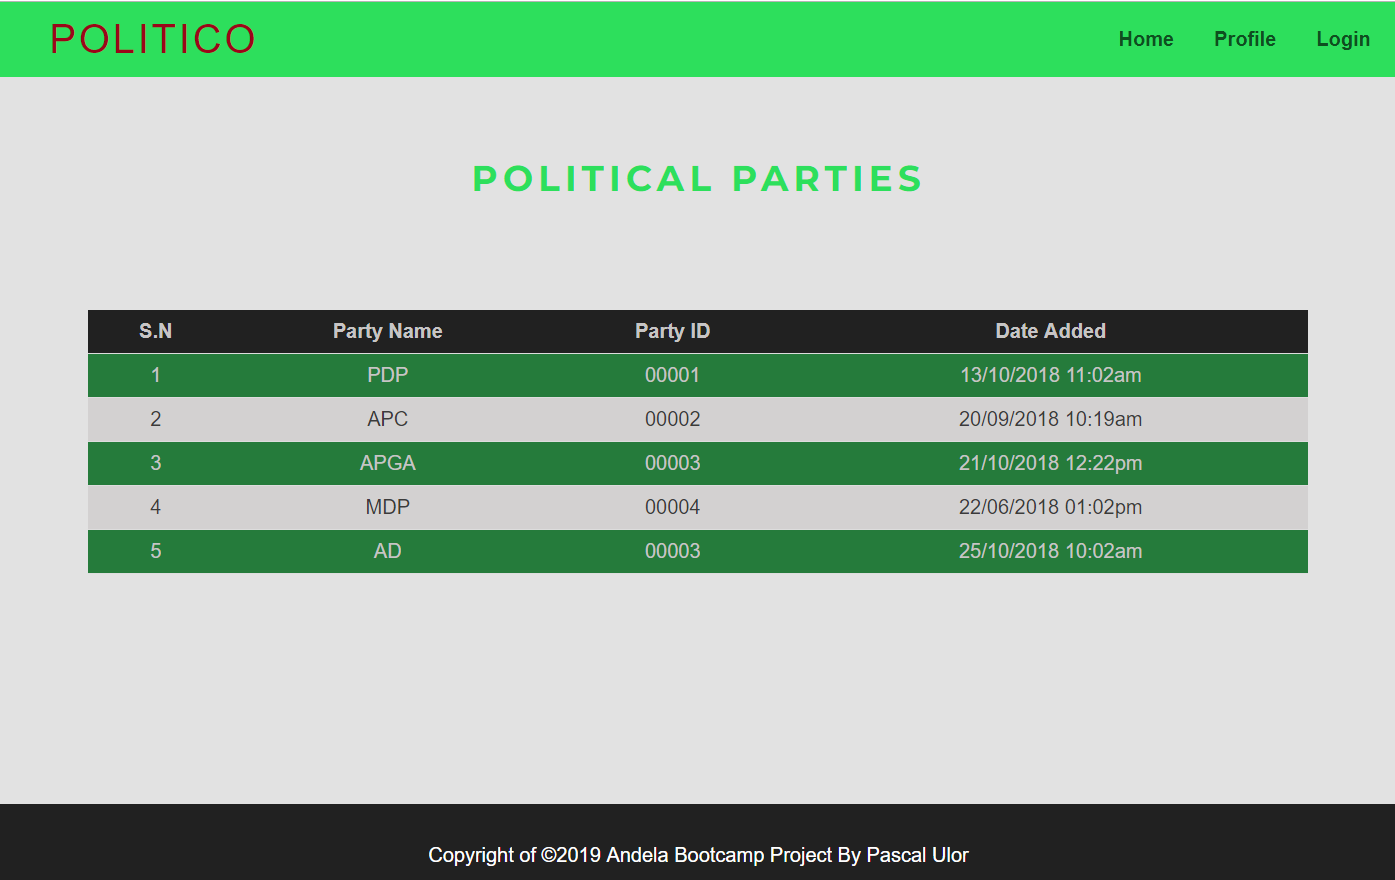 POLITICO Home Profile Login
POLITICAL PARTIES
S.N Party Name Party ID Date Added
1 PDP 00001 13/10/2018 11:02am
2 APC 00002 20/09/2018 10:19am
3 APGA 00003 21/10/2018 12:22pm
4 MDP 00004 22/06/2018 01:02pm
5 AD 00003 25/10/2018 10:02am
Copyright of ©2019 Andela Bootcamp Project By Pascal Ulor